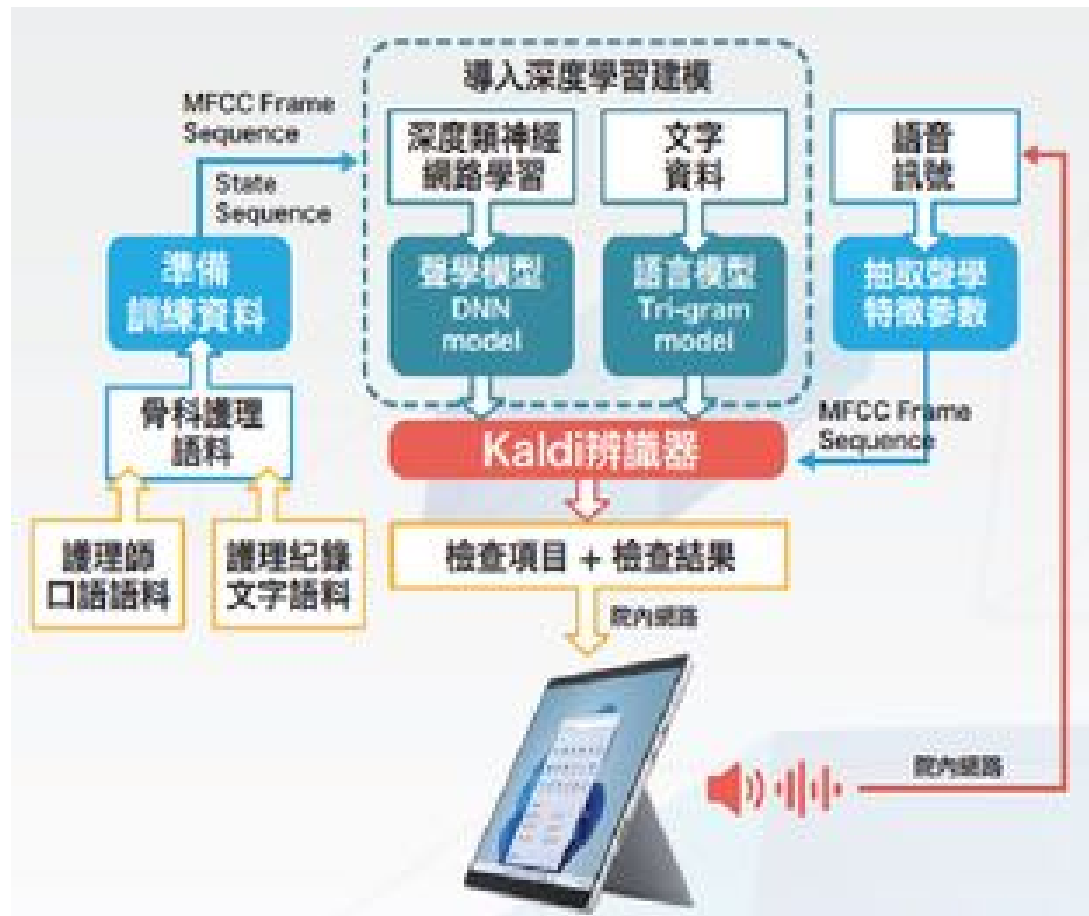 導入深度學習建模
MFCC Frame
Sequence
State
Sequence
深度類神經
網路學習
文字
資料
語音
訊號
準備
訓練資料
聲學模型
DNN
model
語言模型
Tri-gram
model
抽取聲學
特徵參數
骨科護理
語料
MFCC Frame
Sequence
Kaldi辨識器
護理師
口語語料
護理紀錄
文字語料
檢查項目 + 檢查結果
院內網路
院內網路